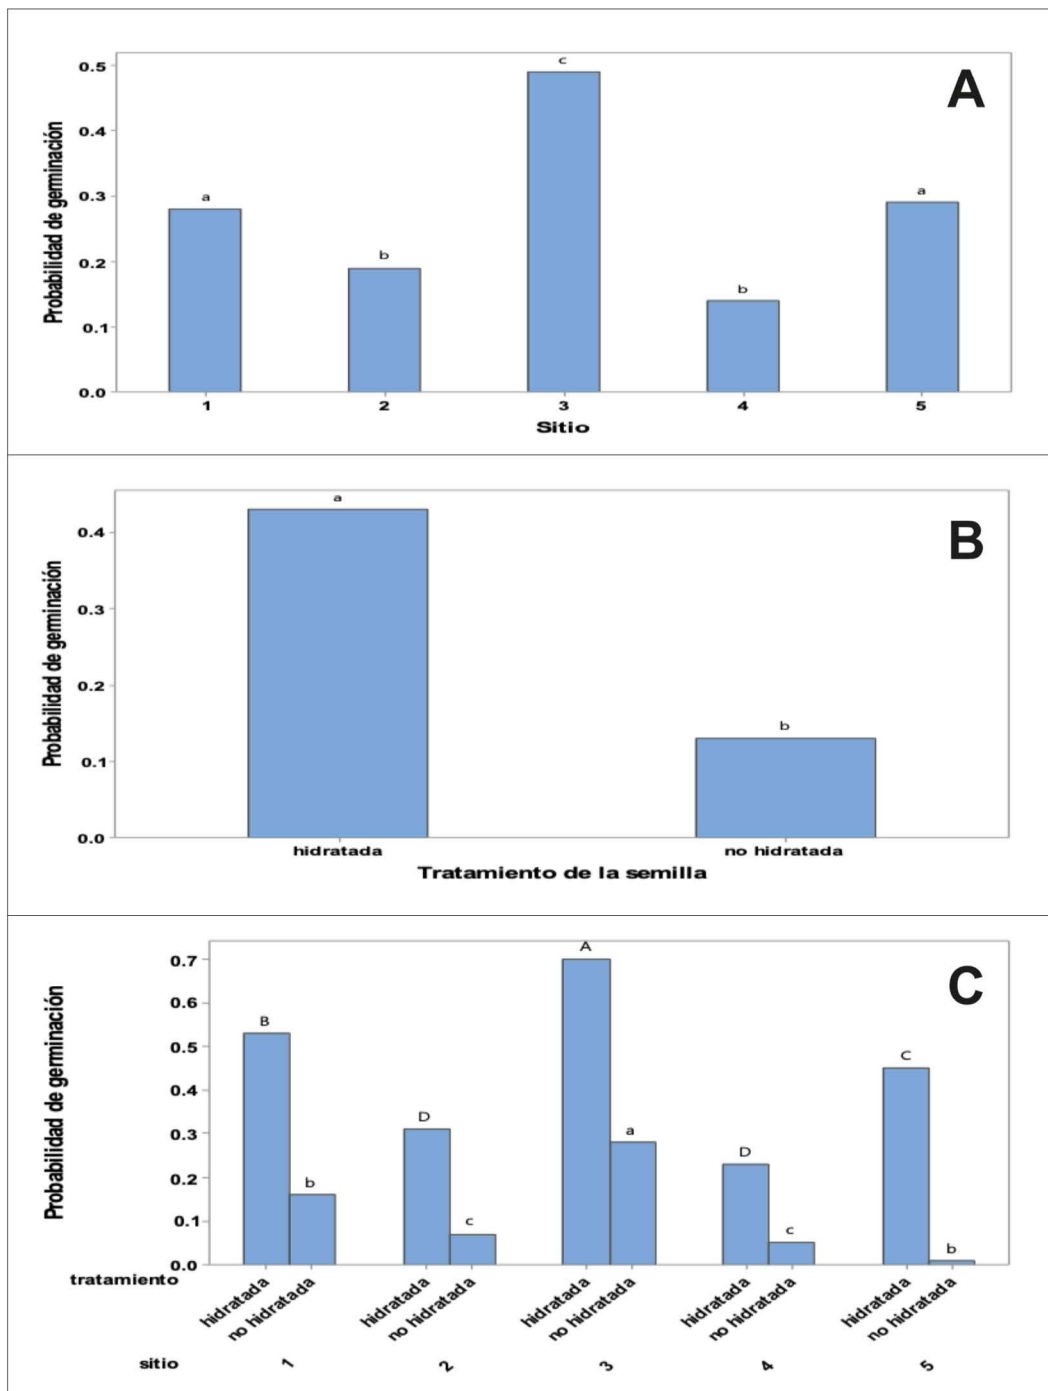 A
Probabilidad de germinación
0.5
0.4
0.3
0.2
0.1
0.0
a
b
c
b
a
1 2 3 4 5
Sitio
B
Probabilidad de germinación
0.4
0.3
0.2
0.1
0.0
a
b
hidratada no hidratada
Tratamiento de la semilla
C
Probabilidad de germinación
0.7
0.6
0.5
0.4
0.3
0.2
0.1
0.0
B
b
D
c
A
a
D
c
C
b
tratamiento hidratada no hidratada hidratada no hidratada hidratada no hidratada hidratada no hidratada hidratada no hidratada
sitio 1 2 3 4 5